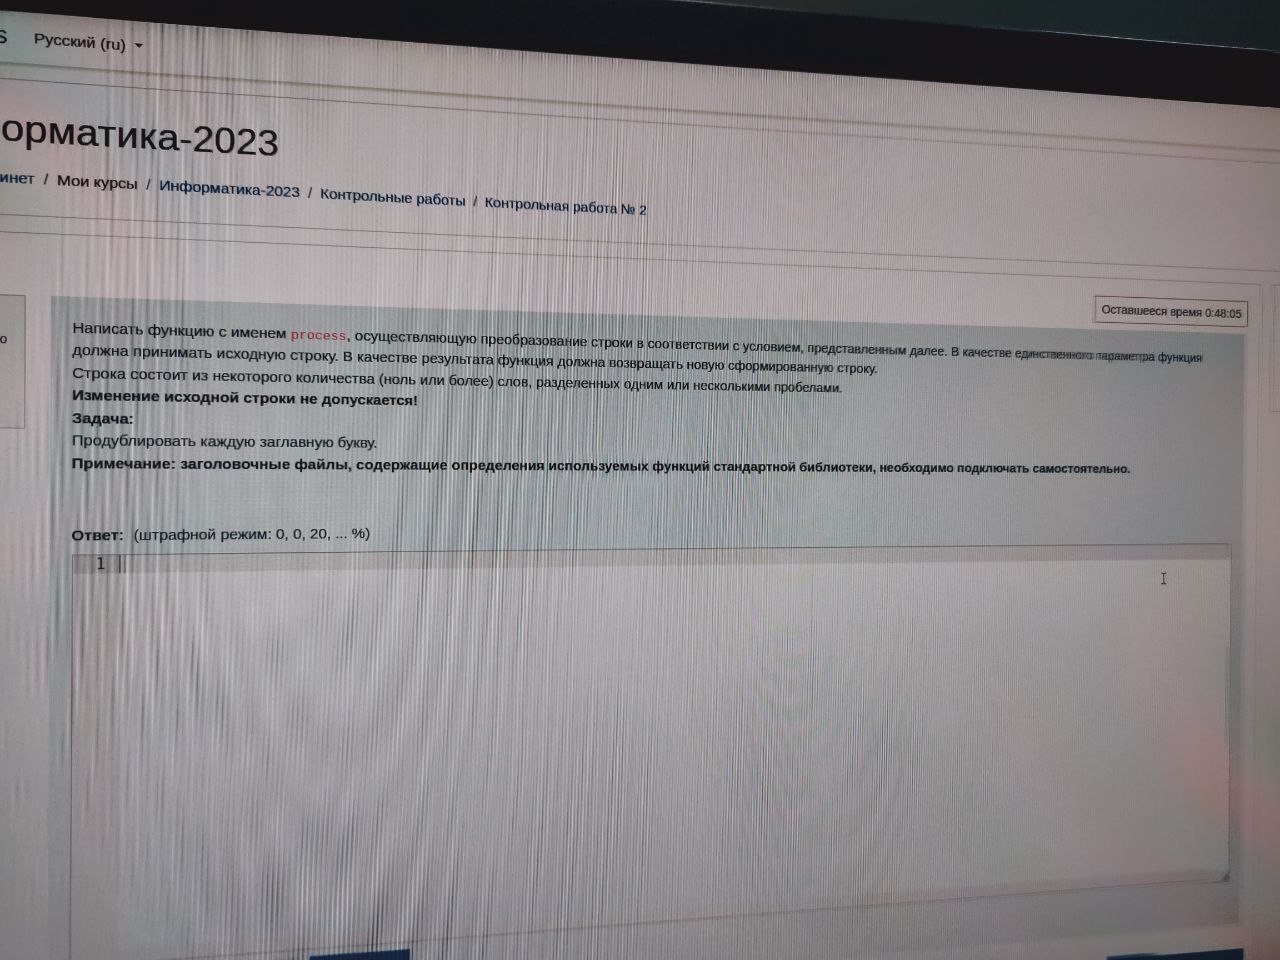 S Русский (ru)
орматика-2023
инет / Мои курсы / Информатика-2023 / Контрольные работы / Контрольная работа № 2
Оставшееся время 0:48:05
о
Написать функцию с именем process, осуществляющую преобразование строки в соответствии с условием, представленным далее. В качестве единственного параметра функция
должна принимать исходную строку. В качестве результата функция должна возвращать новую сформированную строку.
Строка состоит из некоторого количества (ноль или более) слов, разделенных одним или несколькими пробелами.
Изменение исходной строки не допускается!
Задача:
Продублировать каждую заглавную букву.
Примечание: заголовочные файлы, содержащие определения используемых функций стандартной библиотеки, необходимо подключать самостоятельно.
Ответ: (штрафной режим: 0, 0, 20, ... %)
1